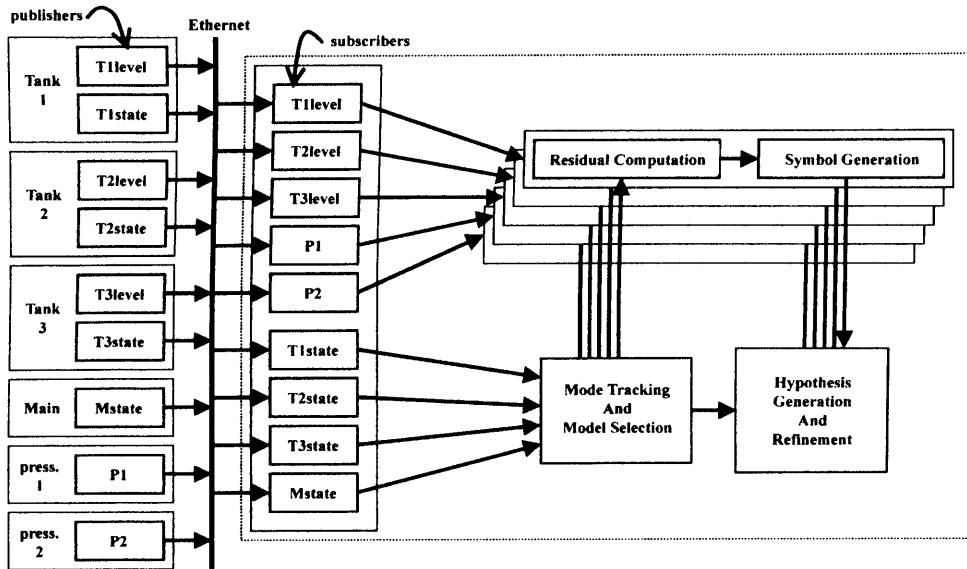 publishers
Ethernet
subscribers
Tank
1
T1level
T1state
Tank
2
T2level
T2state
Tank
3
T3level
T3state
Main
Mstate
press.
1
P1
press.
2
P2
T1level
T2level
T3level
P1
P2
T1state
T2state
T3state
Mstate
Residual Computation
Symbol Generation
Mode Tracking
And
Model Selection
Hypothesis
Generation
And
Refinement